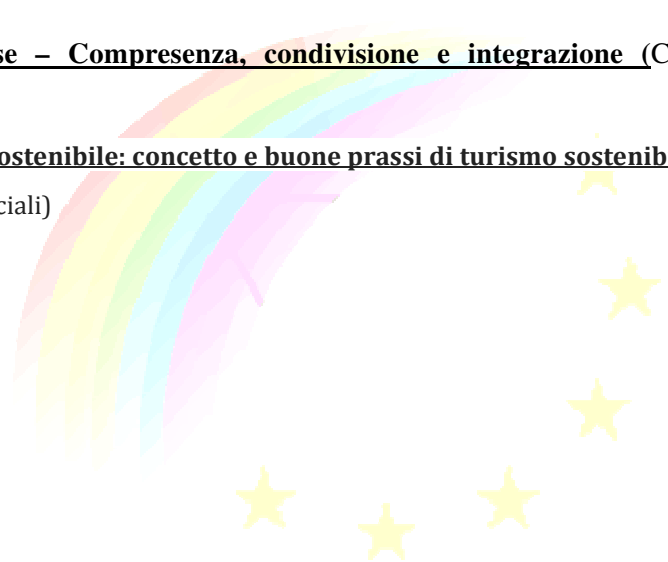 se – Compresenza, condivisione e integrazione (C
ostenibile: concetto e buone prassi di turismo sostenib
ciali)